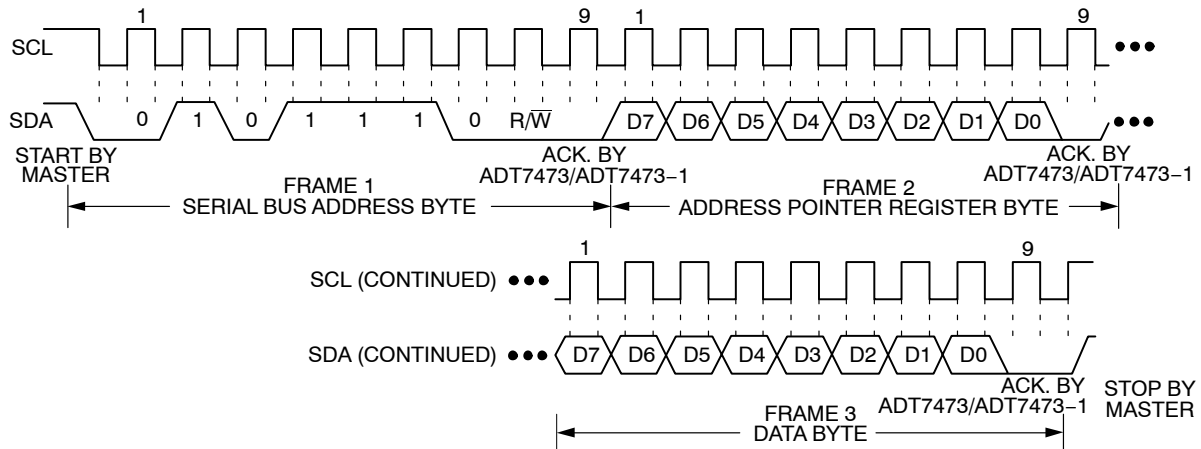 1 9 1 9
SCL
SDA 0 1 0 1 1 1 0 R/W̅ D7 D6 D5 D4 D3 D2 D1 D0
START BY
MASTER
ACK. BY
ADT7473/ADT7473−1
ACK. BY
ADT7473/ADT7473−1
FRAME 1
SERIAL BUS ADDRESS BYTE
FRAME 2
ADDRESS POINTER REGISTER BYTE
1 9
SCL (CONTINUED)
SDA (CONTINUED) D7 D6 D5 D4 D3 D2 D1 D0
ACK. BY
ADT7473/ADT7473−1
STOP BY
MASTER
FRAME 3
DATA BYTE